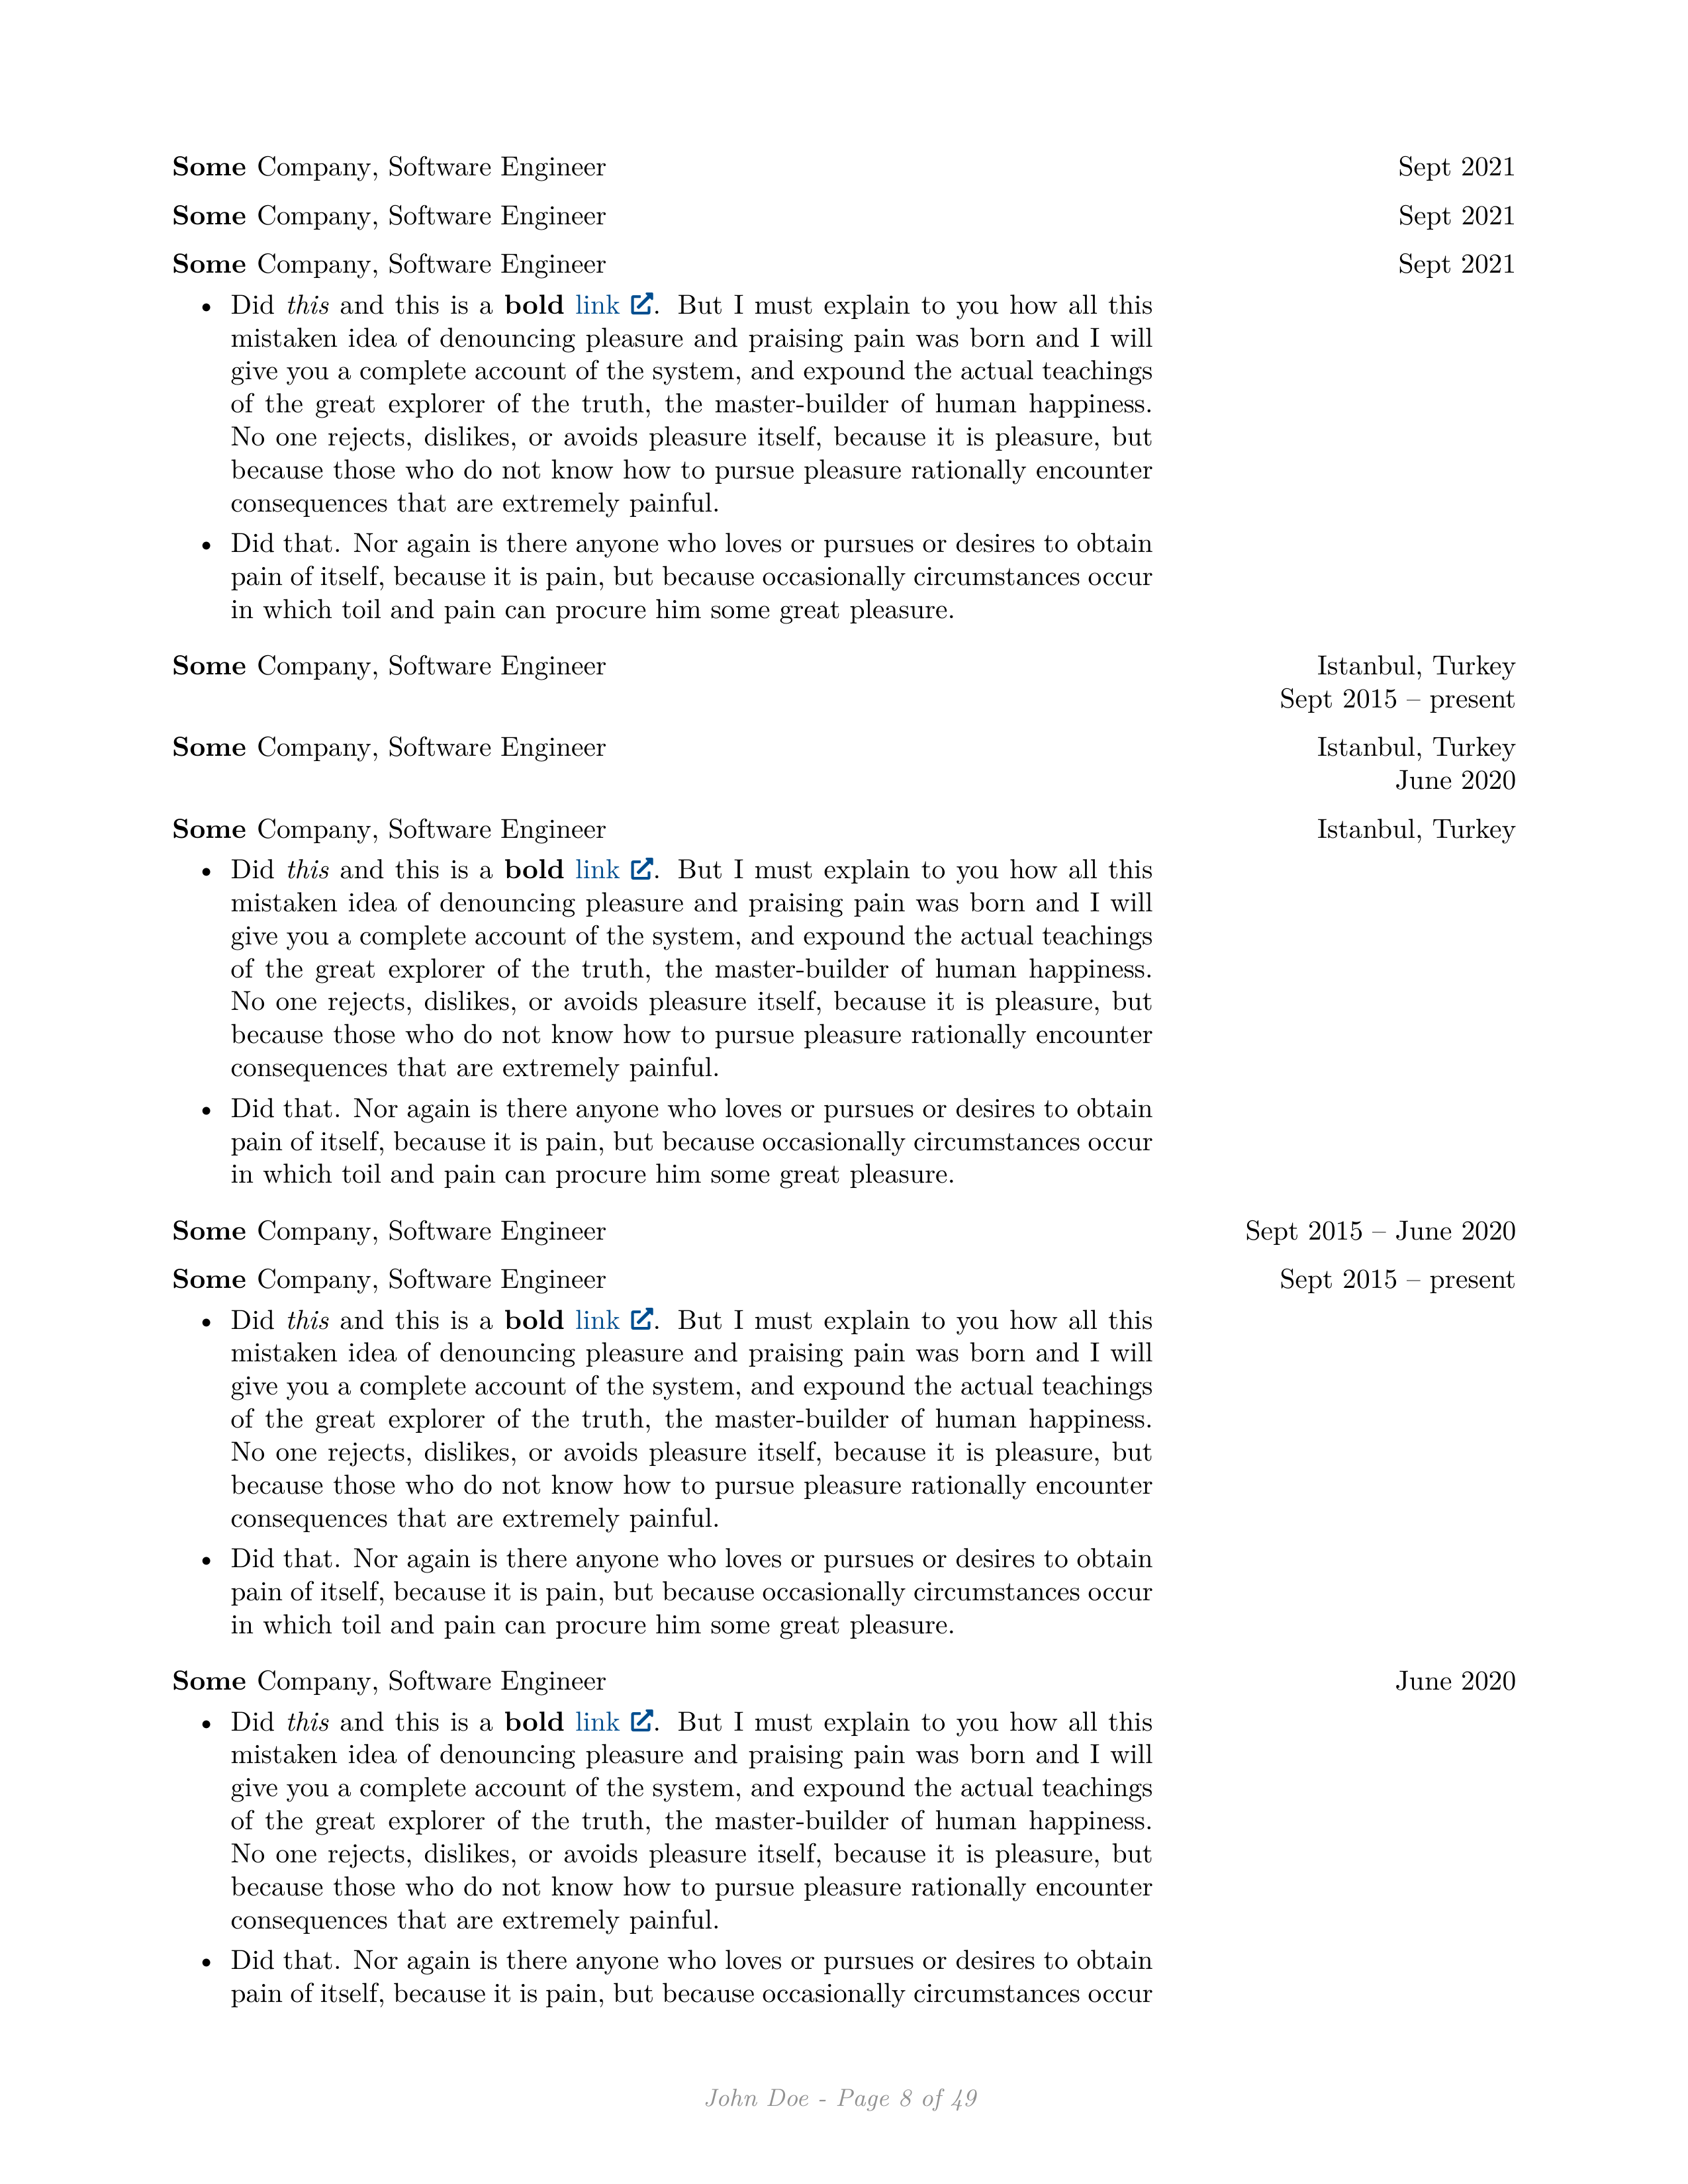 Some Company, Software Engineer Sept 2021
Some Company, Software Engineer Sept 2021
Some Company, Software Engineer Sept 2021
• Did this and this is a bold link. But I must explain to you how all this
mistaken idea of denouncing pleasure and praising pain was born and I will
give you a complete account of the system, and expound the actual teachings
of the great explorer of the truth, the master-builder of human happiness.
No one rejects, dislikes, or avoids pleasure itself, because it is pleasure, but
because those who do not know how to pursue pleasure rationally encounter
consequences that are extremely painful.
• Did that. Nor again is there anyone who loves or pursues or desires to obtain
pain of itself, because it is pain, but because occasionally circumstances occur
in which toil and pain can procure him some great pleasure.
Some Company, Software Engineer Istanbul, Turkey
Sept 2015 – present
Some Company, Software Engineer Istanbul, Turkey
June 2020
Some Company, Software Engineer Istanbul, Turkey
• Did this and this is a bold link. But I must explain to you how all this
mistaken idea of denouncing pleasure and praising pain was born and I will
give you a complete account of the system, and expound the actual teachings
of the great explorer of the truth, the master-builder of human happiness.
No one rejects, dislikes, or avoids pleasure itself, because it is pleasure, but
because those who do not know how to pursue pleasure rationally encounter
consequences that are extremely painful.
• Did that. Nor again is there anyone who loves or pursues or desires to obtain
pain of itself, because it is pain, but because occasionally circumstances occur
in which toil and pain can procure him some great pleasure.
Some Company, Software Engineer Sept 2015 – June 2020
Some Company, Software Engineer Sept 2015 – present
• Did this and this is a bold link. But I must explain to you how all this
mistaken idea of denouncing pleasure and praising pain was born and I will
give you a complete account of the system, and expound the actual teachings
of the great explorer of the truth, the master-builder of human happiness.
No one rejects, dislikes, or avoids pleasure itself, because it is pleasure, but
because those who do not know how to pursue pleasure rationally encounter
consequences that are extremely painful.
• Did that. Nor again is there anyone who loves or pursues or desires to obtain
pain of itself, because it is pain, but because occasionally circumstances occur
in which toil and pain can procure him some great pleasure.
Some Company, Software Engineer June 2020
• Did this and this is a bold link. But I must explain to you how all this
mistaken idea of denouncing pleasure and praising pain was born and I will
give you a complete account of the system, and expound the actual teachings
of the great explorer of the truth, the master-builder of human happiness.
No one rejects, dislikes, or avoids pleasure itself, because it is pleasure, but
because those who do not know how to pursue pleasure rationally encounter
consequences that are extremely painful.
• Did that. Nor again is there anyone who loves or pursues or desires to obtain
pain of itself, because it is pain, but because occasionally circumstances occur
John Doe - Page 8 of 49